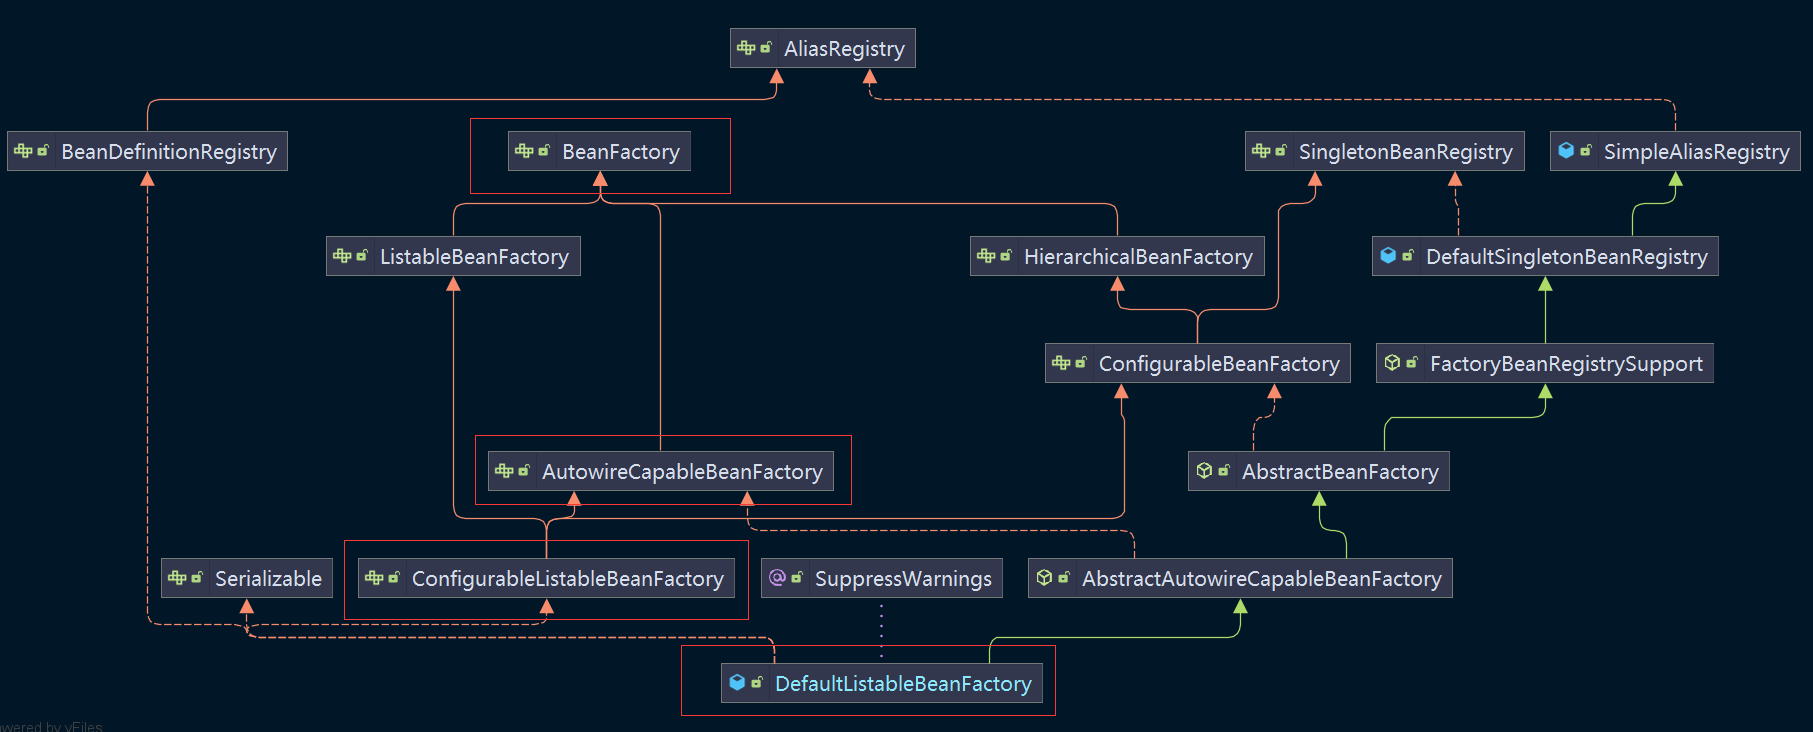 AliasRegistry
BeanDefinitionRegistry
BeanFactory
SingletonBeanRegistry
SimpleAliasRegistry
ListableBeanFactory
HierarchicalBeanFactory
DefaultSingletonBeanRegistry
ConfigurableBeanFactory
FactoryBeanRegistrySupport
AutowireCapableBeanFactory
AbstractBeanFactory
Serializable
ConfigurableListableBeanFactory
@ SuppressWarnings
AbstractAutowireCapableBeanFactory
DefaultListableBeanFactory
owered by yFiles